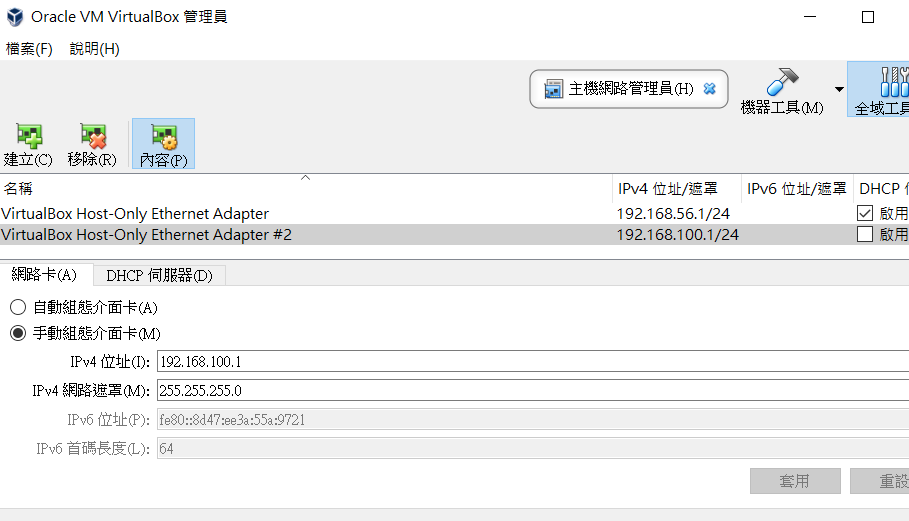 Oracle VM VirtualBox 管理員
檔案(F) 說明(H)
主機網路管理員(H)
機器工具(M)
全域工具
建立(C) 移除(R) 內容(P)
名稱 IPv4 位址/遮罩 IPv6 位址/遮罩 DHCP 伺
VirtualBox Host-Only Ethernet Adapter 192.168.56.1/24 啟用
VirtualBox Host-Only Ethernet Adapter #2 192.168.100.1/24 啟用
網路卡(A) DHCP 伺服器(D)
自動組態介面卡(A)
手動組態介面卡(M)
IPv4 位址(I): 192.168.100.1
IPv4 網路遮罩(M): 255.255.255.0
IPv6 位址(P): fe80::8d47:ee3a:55a:9721
IPv6 首碼長度(L): 64
套用 重設